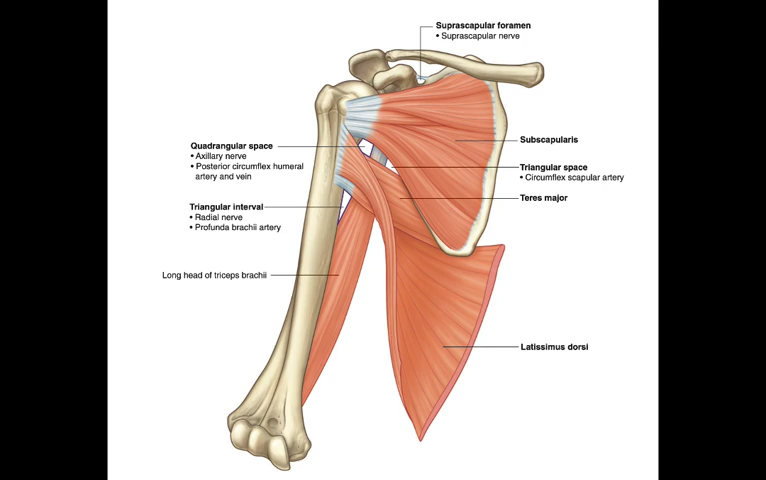 Suprascapular foramen
• Suprascapular nerve
Quadrangular space
• Axillary nerve
• Posterior circumflex humeral
artery and vein
Subscapularis
Triangular space
• Circumflex scapular artery
Teres major
Triangular interval
• Radial nerve
• Profunda brachii artery
Long head of triceps brachii
Latissimus dorsi